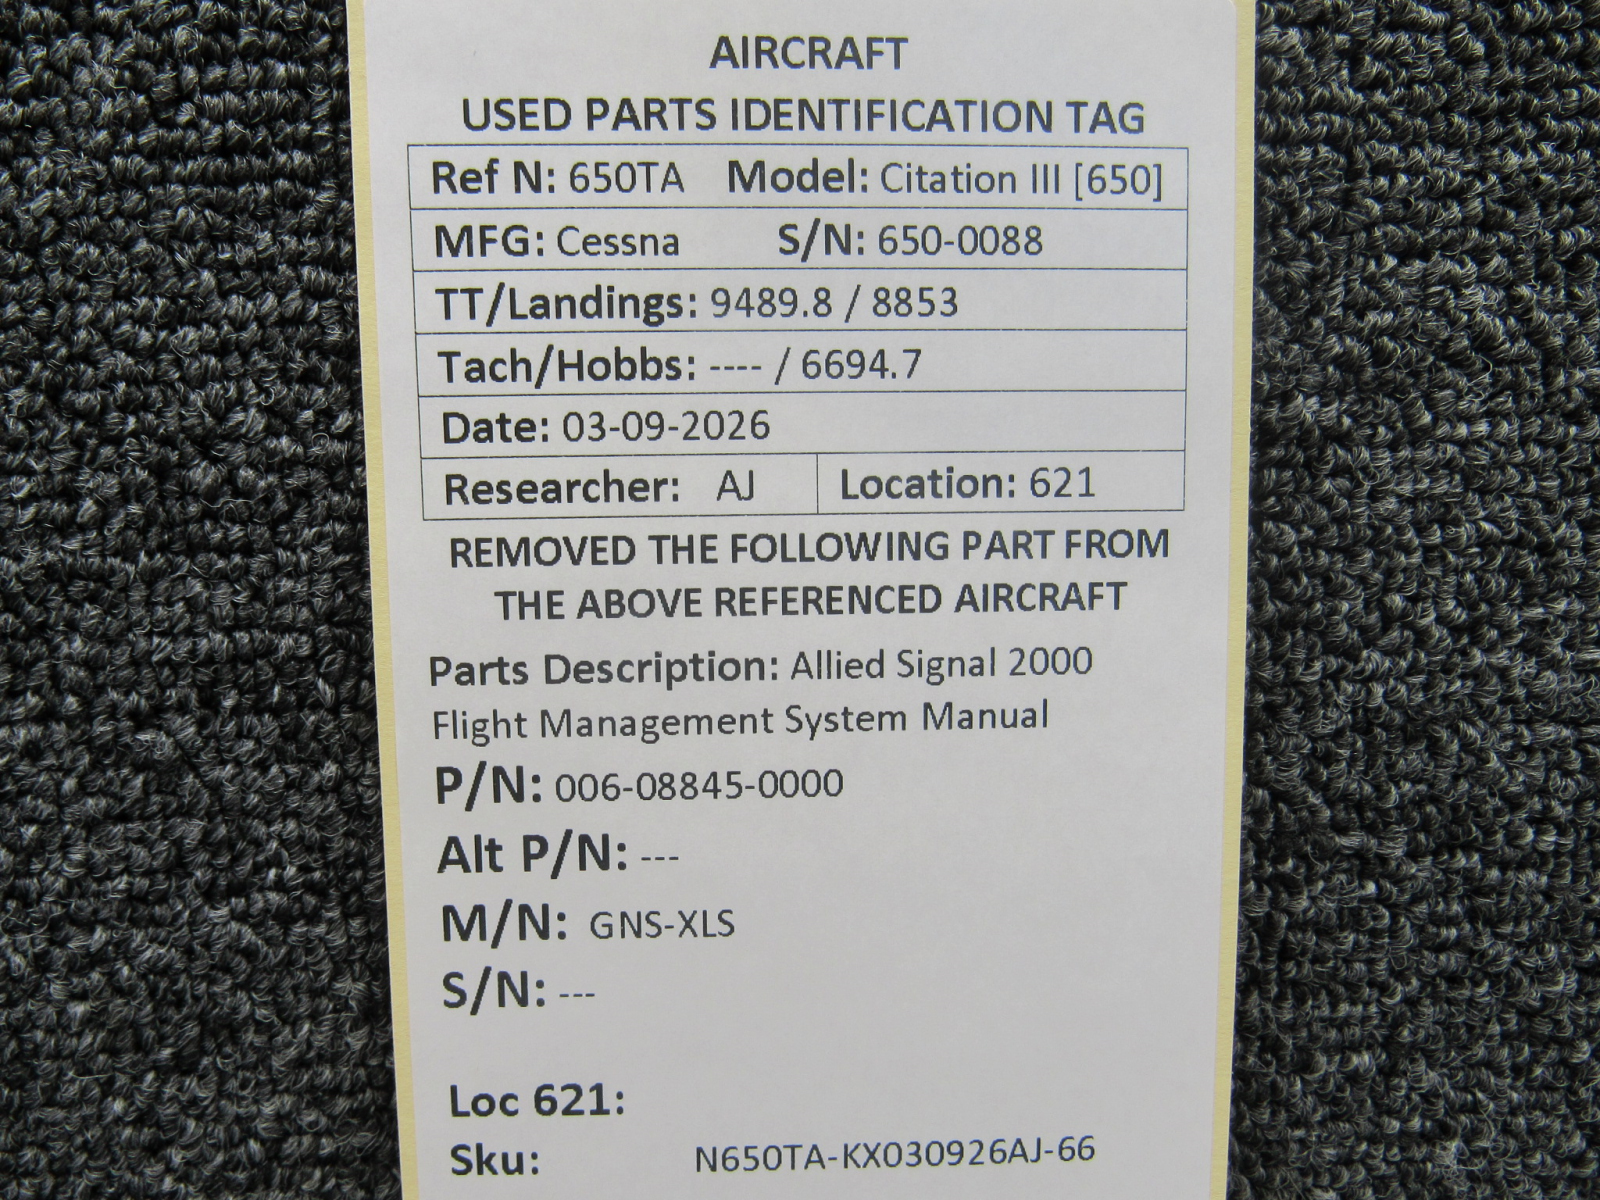 AIRCRAFT
USED PARTS IDENTIFICATION TAG
Ref N: 650TA Model: Citation III [650]
MFG: Cessna S/N: 650-0088
TT/Landings: 9489.8 / 8853
Tach/Hobbs: ---- / 6694.7
Date: 03-09-2026
Researcher: AJ Location: 621
REMOVED THE FOLLOWING PART FROM
THE ABOVE REFERENCED AIRCRAFT
Parts Description: Allied Signal 2000
Flight Management System Manual
P/N: 006-08845-0000
Alt P/N: ---
M/N: GNS-XLS
S/N: ---
Loc 621:
Sku: N650TA-KX030926AJ-66